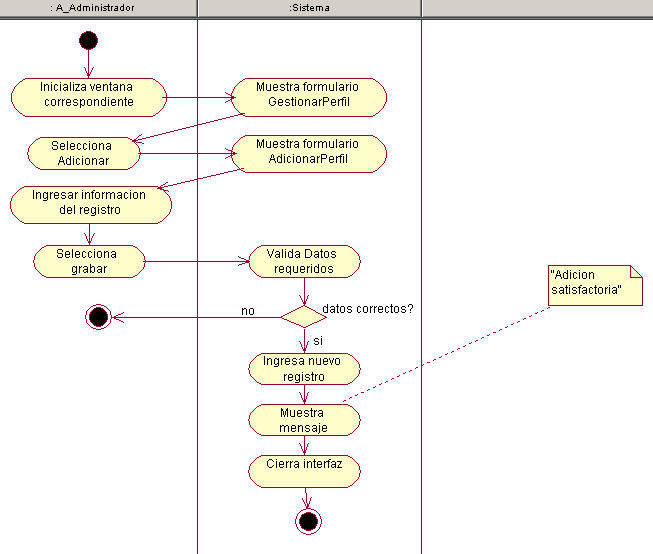 : A_Administrador
:Sistema
Inicializa ventana
correspondiente
Muestra formulario
GestionarPerfil
Selecciona
Adicionar
Muestra formulario
AdicionarPerfil
Ingresar informacion
del registro
Selecciona
grabar
Valida Datos
requeridos
"Adicion
satisfactoria"
no
datos correctos?
si
Ingresa nuevo
registro
Muestra
mensaje
Cierra interfaz